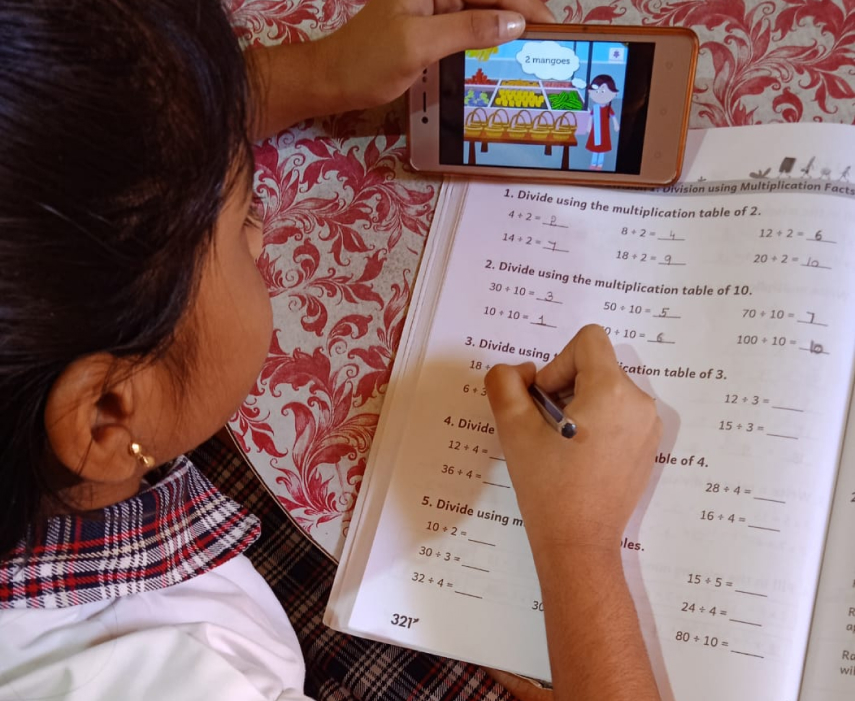 2 mangoes
Division using Multiplication Facts
1. Divide using the multiplication table of 2.
4 ÷ 2 = 2
8 ÷ 2 = 4
12 ÷ 2 = 6
14 ÷ 2 = 7
18 ÷ 2 = 9
20 ÷ 2 = 10
2. Divide using the multiplication table of 10.
30 ÷ 10 = 3
50 ÷ 10 = 5
70 ÷ 10 = 7
10 ÷ 10 = 1
0 ÷ 10 = 6
100 ÷ 10 = 10
3. Divide using
ication table of 3.
18 ÷
12 ÷ 3 =
6 ÷ 3
15 ÷ 3 =
4. Divide
ble of 4.
12 ÷ 4 =
28 ÷ 4 =
36 ÷ 4 =
16 ÷ 4 =
5. Divide using m
les.
10 ÷ 2 =
15 ÷ 5 =
30 ÷ 3 =
24 ÷ 4 =
32 ÷ 4 =
30
80 ÷ 10 =
321